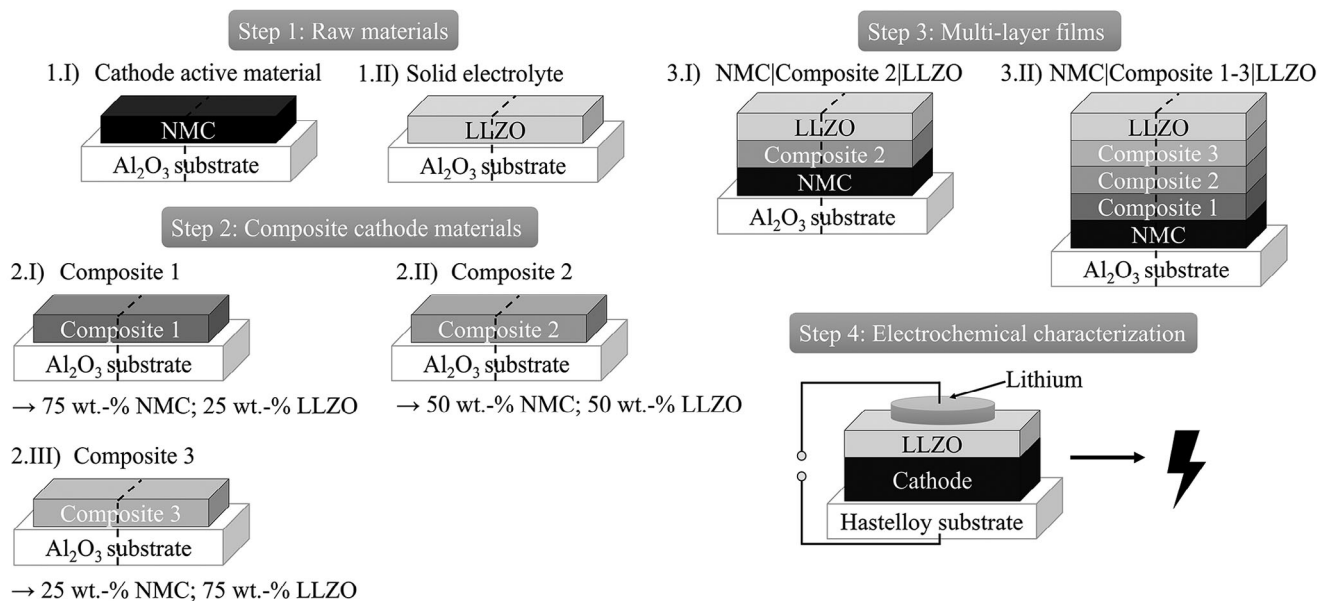 Step 1: Raw materials
1.I) Cathode active material
NMC
Al₂O₃ substrate
1.II) Solid electrolyte
LLZO
Al₂O₃ substrate
Step 2: Composite cathode materials
2.I) Composite 1
Composite 1
Al₂O₃ substrate
→ 75 wt.-% NMC; 25 wt.-% LLZO
2.II) Composite 2
Composite 2
Al₂O₃ substrate
→ 50 wt.-% NMC; 50 wt.-% LLZO
2.III) Composite 3
Composite 3
Al₂O₃ substrate
→ 25 wt.-% NMC; 75 wt.-% LLZO
Step 3: Multi-layer films
3.I) NMC|Composite 2|LLZO
LLZO
Composite 2
NMC
Al₂O₃ substrate
3.II) NMC|Composite 1-3|LLZO
LLZO
Composite 3
Composite 2
Composite 1
NMC
Al₂O₃ substrate
Step 4: Electrochemical characterization
Lithium
LLZO
Cathode
Hastelloy substrate